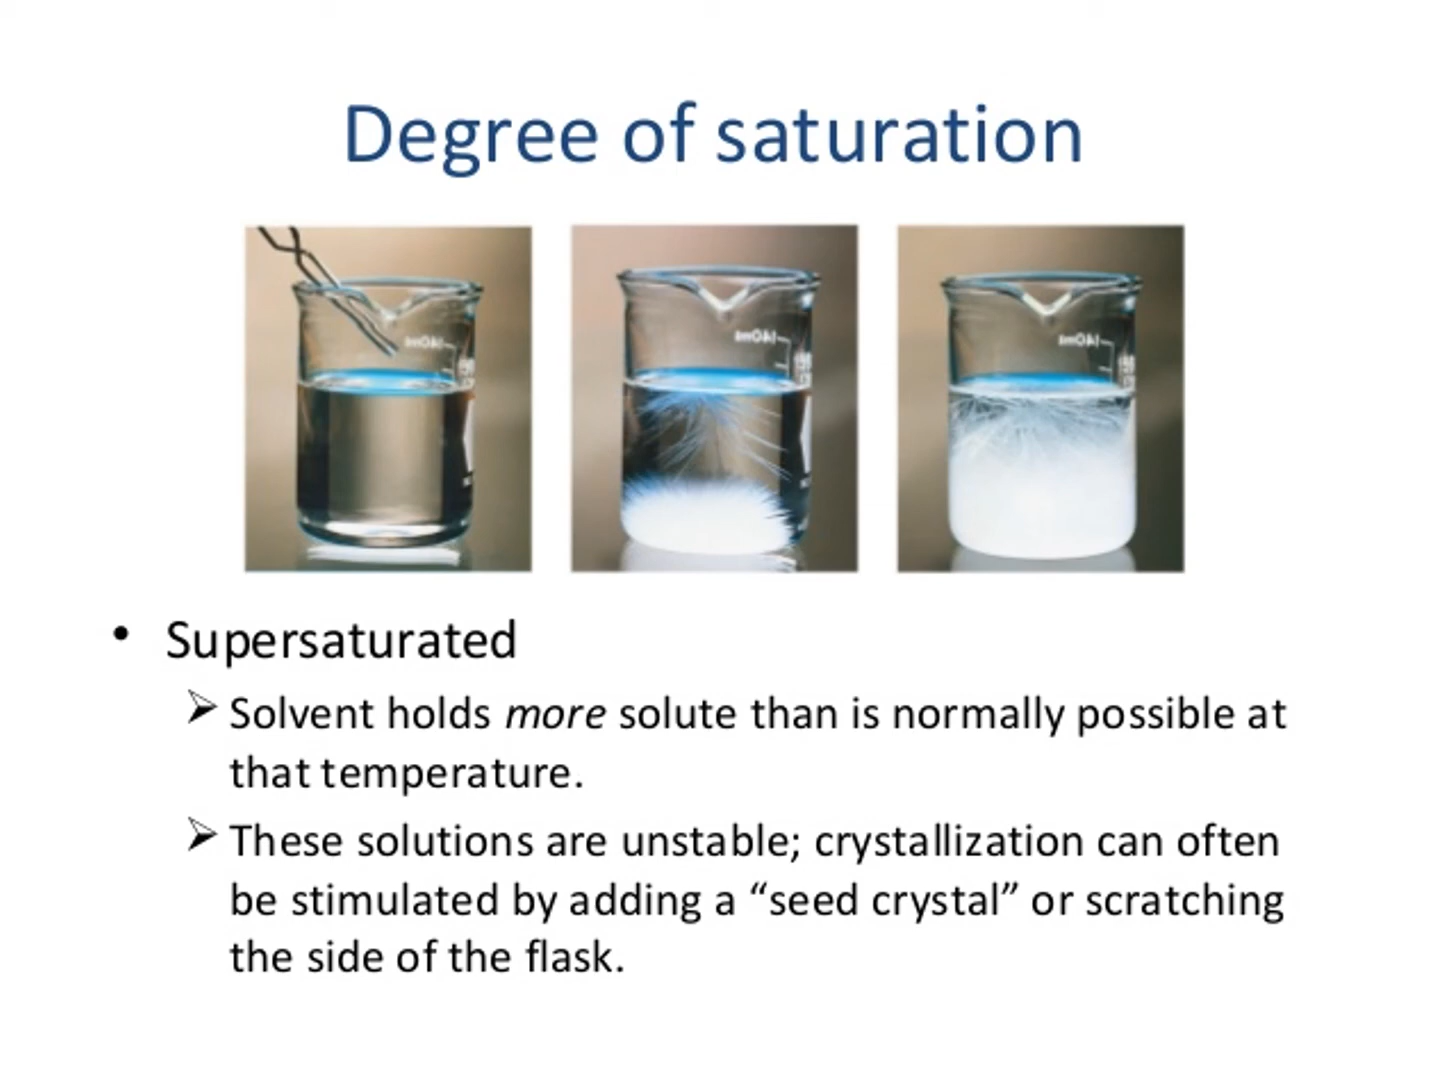 Degree of saturation
• Supersaturated
➢ Solvent holds more solute than is normally possible at
that temperature.
➢ These solutions are unstable; crystallization can often
be stimulated by adding a “seed crystal” or scratching
the side of the flask.